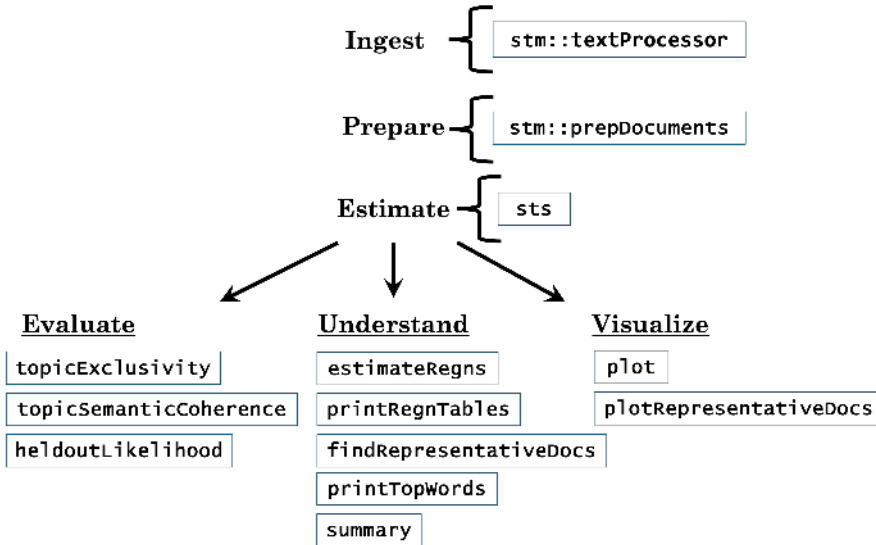 Ingest stm::textProcessor
Prepare stm::prepDocuments
Estimate sts
Evaluate
topicExclusivity
topicSemanticCoherence
heldoutLikelihood
Understand
estimateRegns
printRegnTables
findRepresentativeDocs
printTopWords
summary
Visualize
plot
plotRepresentativeDocs